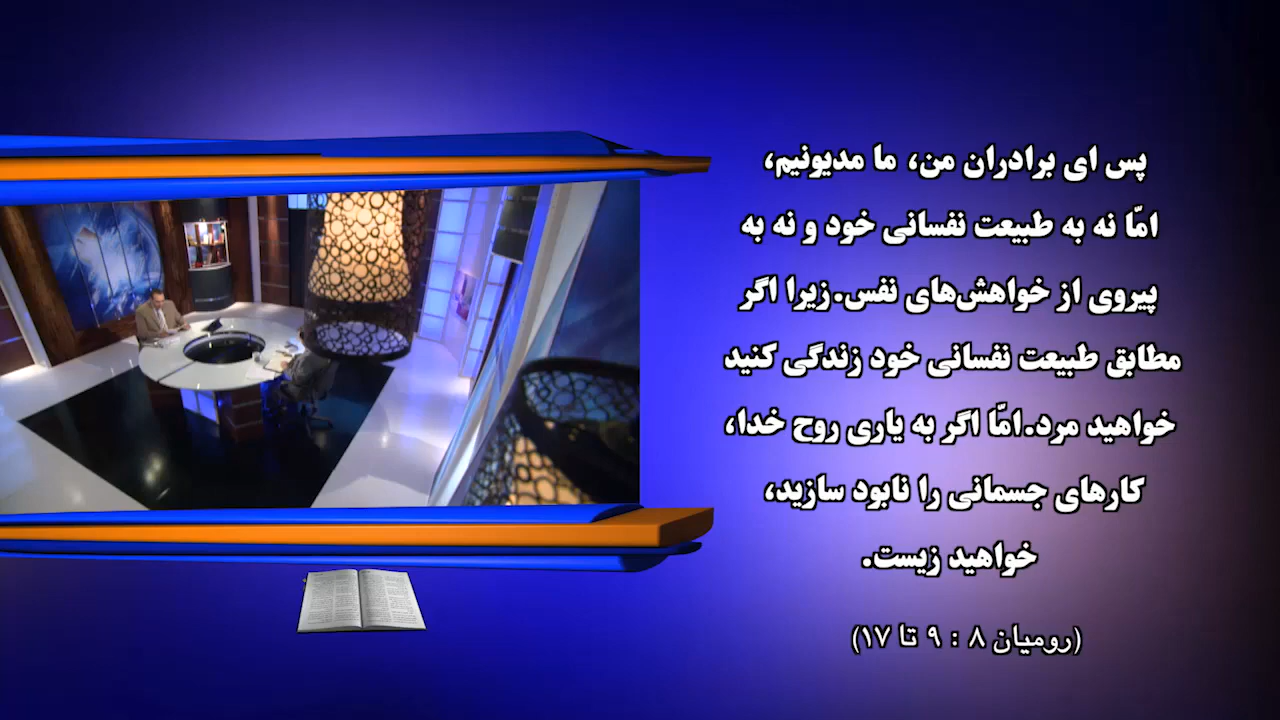 پس ای برادران من، ما مدیونیم،
امّا نه به طبیعت نفسانی خود و نه به
پیروی از خواهش‌های نفس.زیرا اگر
مطابق طبیعت نفسانی خود زندگی کنید
خواهید مرد.امّا اگر به یاری روح خدا،
کارهای جسمانی را نابود سازید،
خواهید زیست.
(رومیان ۸ : ۹ تا ۱۷)